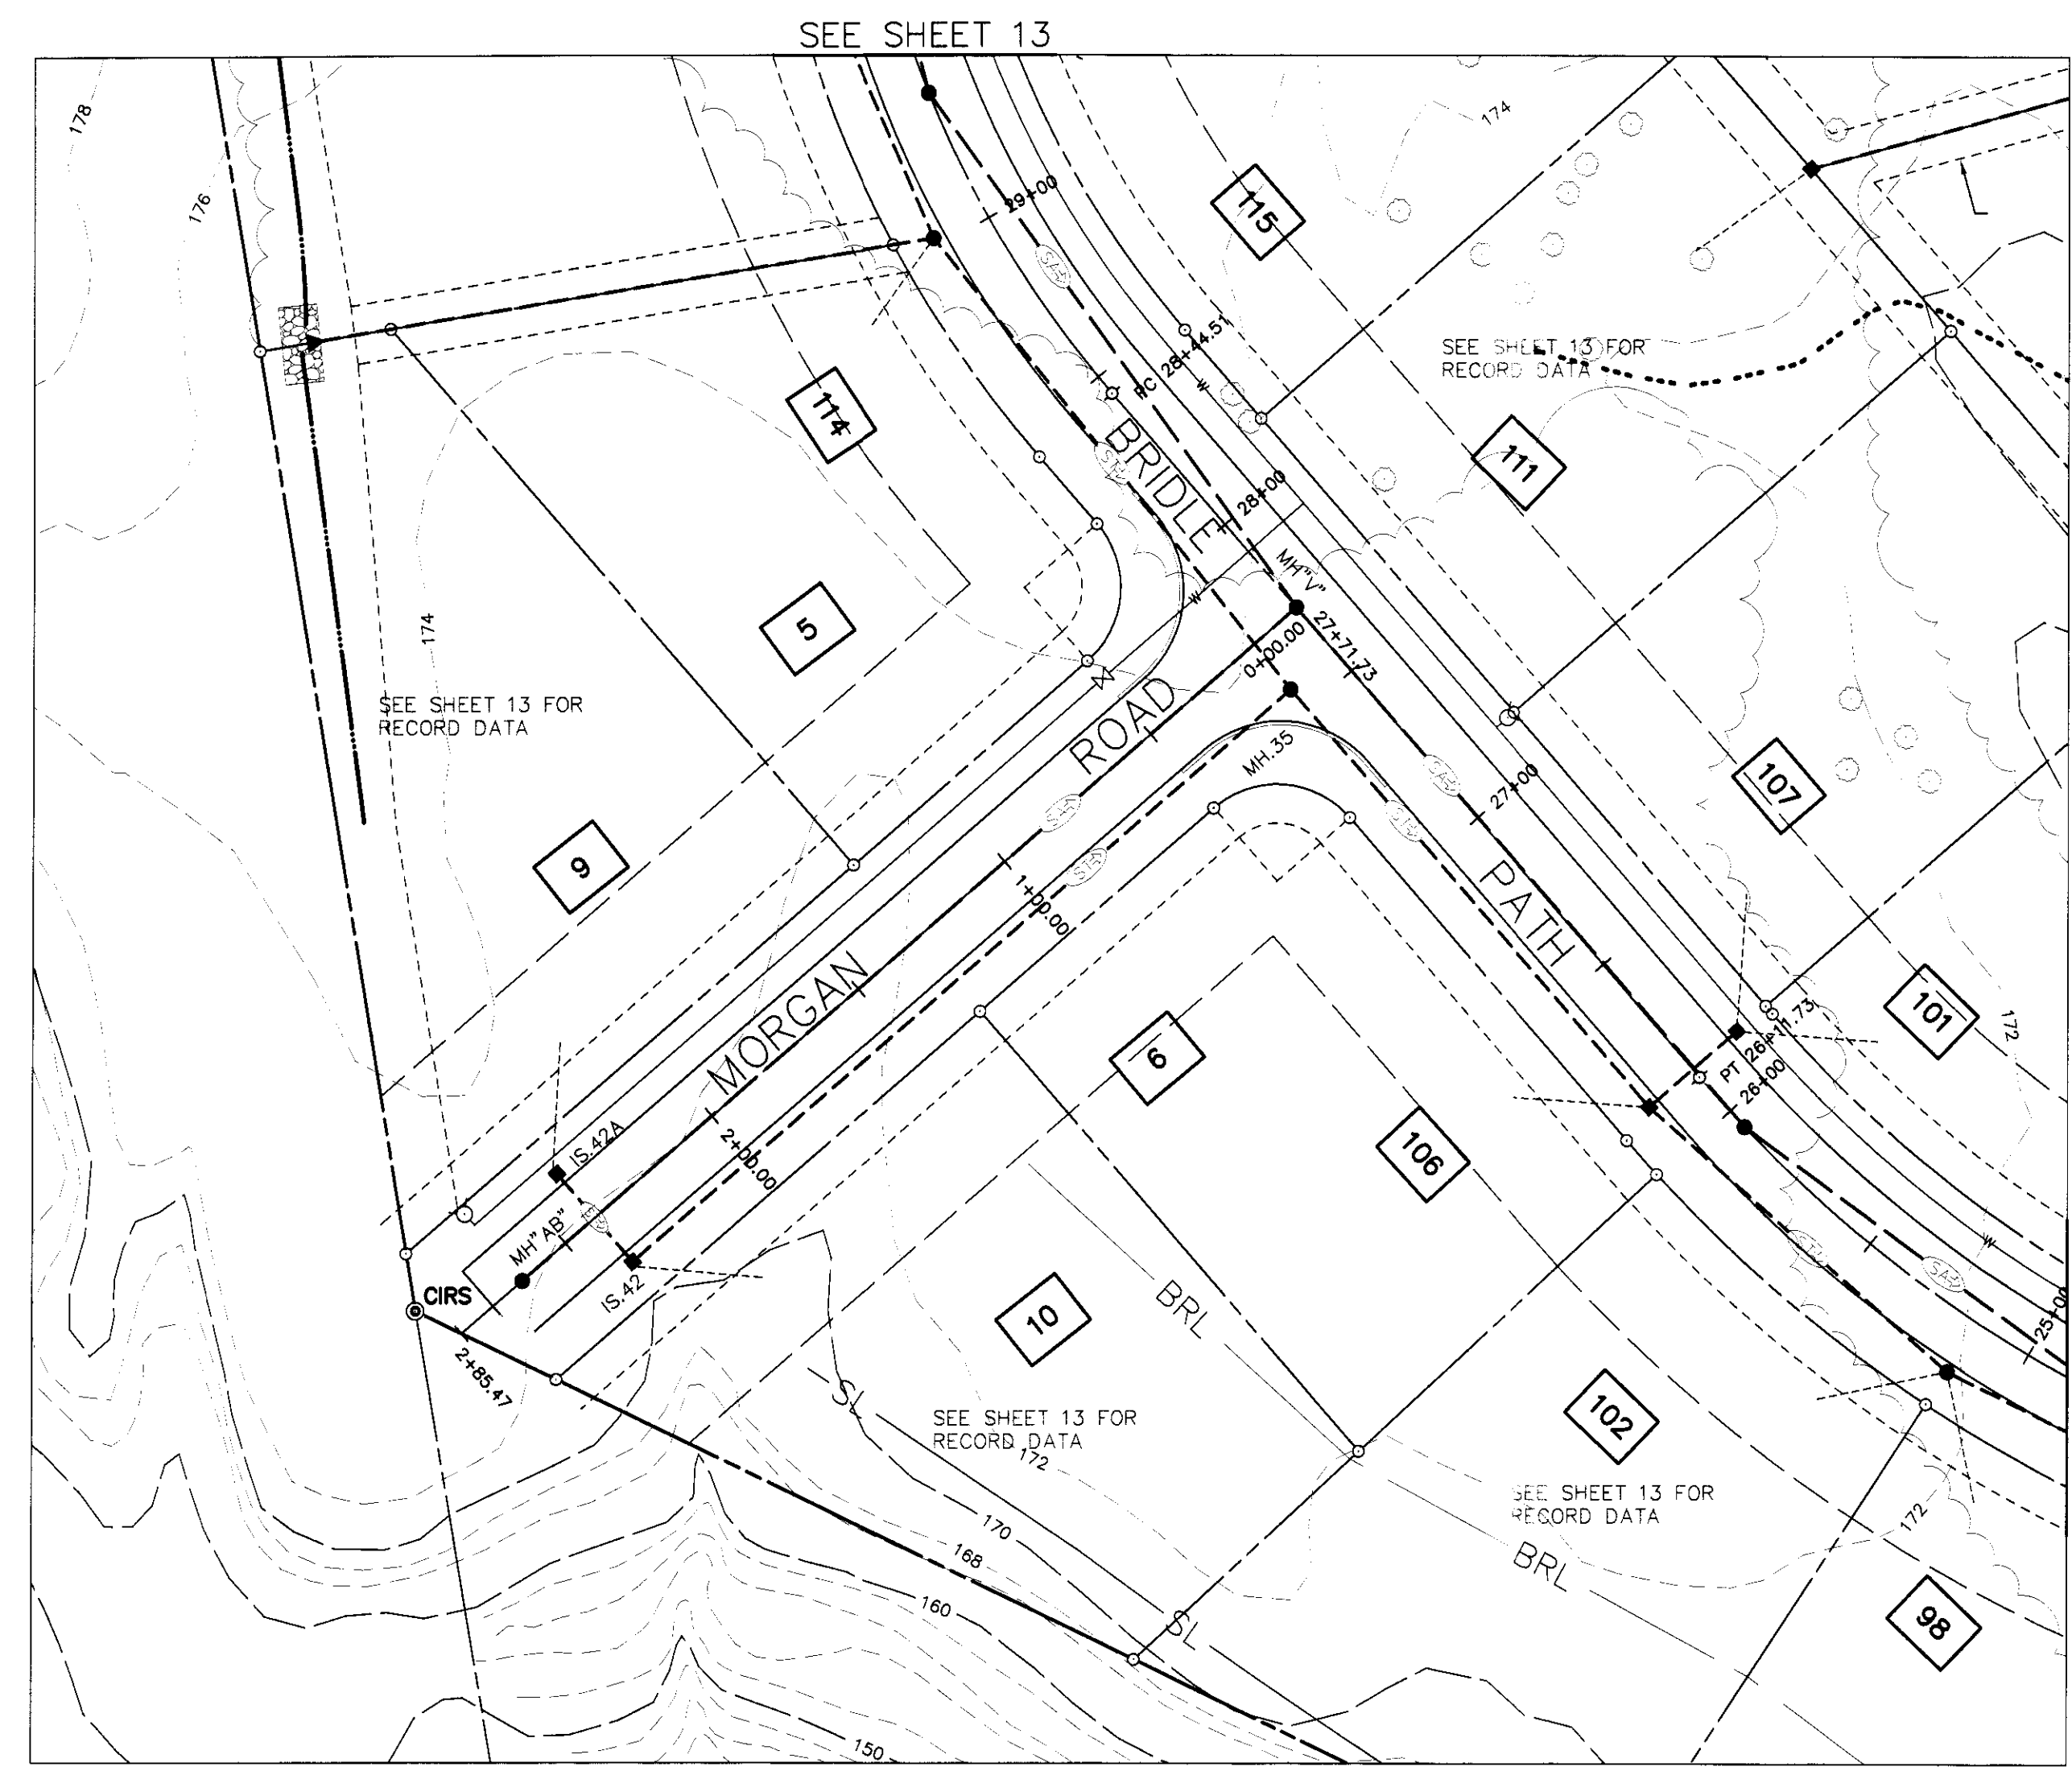 SEE SHEET 13
178
174
176
115
29+00
PC 28+44.51
W
SEE SHEET 13 FOR
RECORD DATA
114
111
BRIDLE
28+00
MH"V"
5
W
27+71.73
0+00.00
174
SEE SHEET 13 FOR
RECORD DATA
ROAD
MH.35
27+00
107
9
1+00.00
PATH
MORGAN
101
172
6
PT 26+11.73
26+00
IS.42A
2+00.00
106
MH"AB"
W
IS.42
CIRS
BRL
10
25+00
2+85.47
SL
102
SEE SHEET 13 FOR
RECORD DATA
172
SEE SHEET 13 FOR
RECORD DATA
172
170
168
BRL
160
SL
98
150